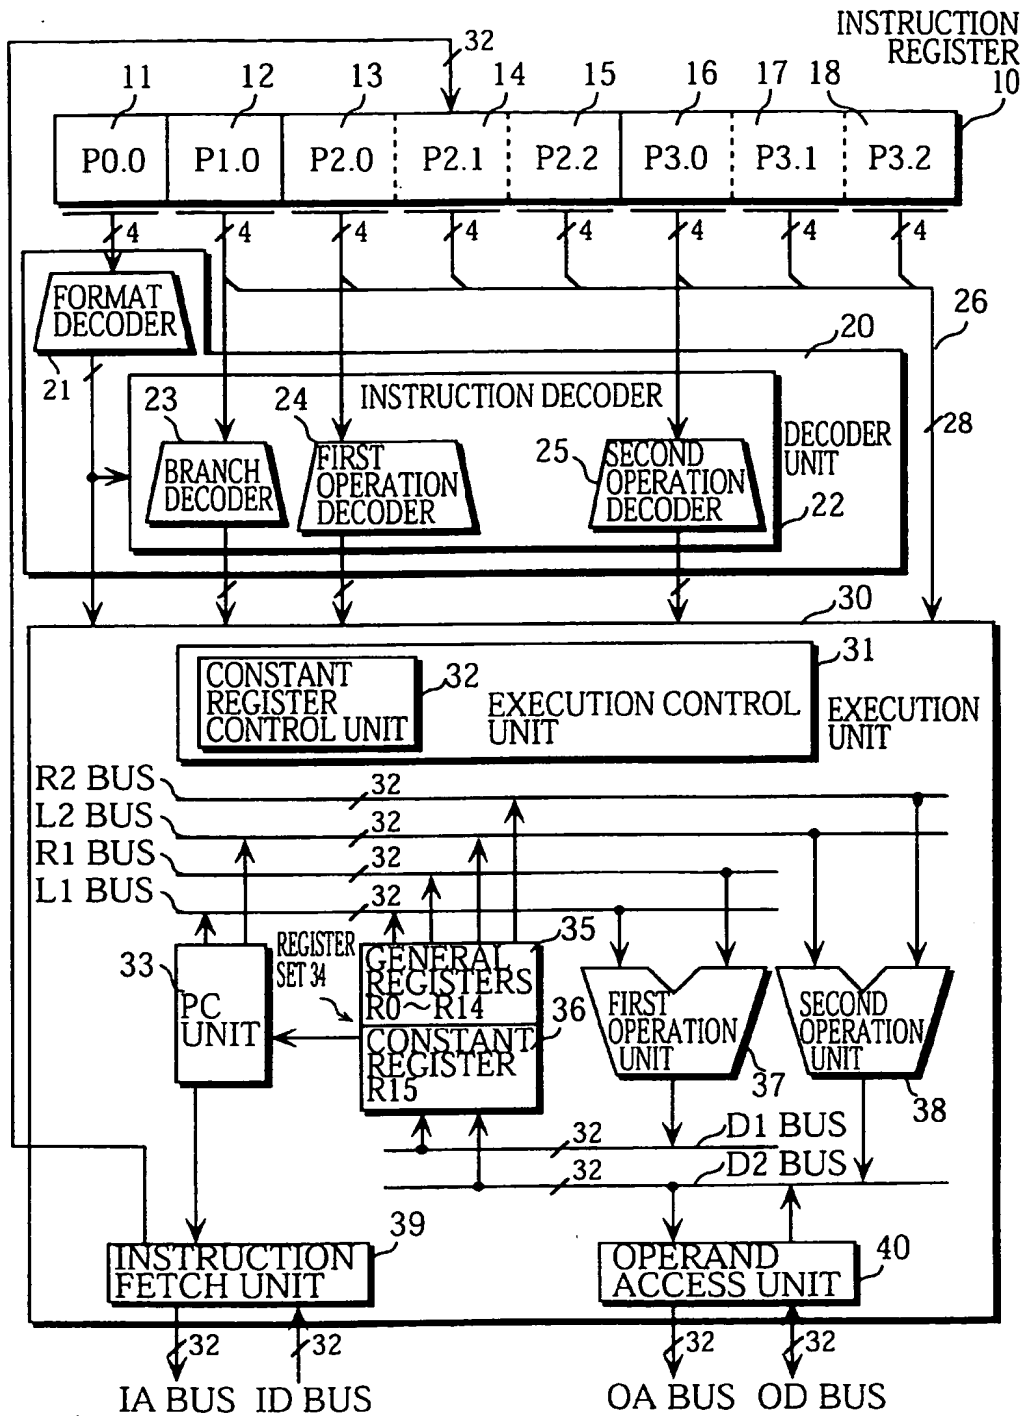 INSTRUCTION
REGISTER
32
11 12 13 14 15 16 17 18 10
P0.0 P1.0 P2.0 P2.1 P2.2 P3.0 P3.1 P3.2
4 4 4 4 4 4 4 4
FORMAT
DECODER
21
26
20
INSTRUCTION DECODER
23
24
25
28
DECODER
UNIT
BRANCH
DECODER
FIRST
OPERATION
DECODER
SECOND
OPERATION
DECODER
22
30
31
CONSTANT
REGISTER
CONTROL UNIT
32
EXECUTION CONTROL
UNIT
EXECUTION
UNIT
R2 BUS
32
L2 BUS
32
R1 BUS
32
L1 BUS
32
33
PC
UNIT
REGISTER
SET 34
35
GENERAL
REGISTERS
R0~R14
36
CONSTANT
REGISTER
R15
FIRST
OPERATION
UNIT
37
SECOND
OPERATION
UNIT
38
32
D1 BUS
32
D2 BUS
39
INSTRUCTION
FETCH UNIT
OPERAND
ACCESS UNIT
40
32 32 32 32
IA BUS ID BUS OA BUS OD BUS